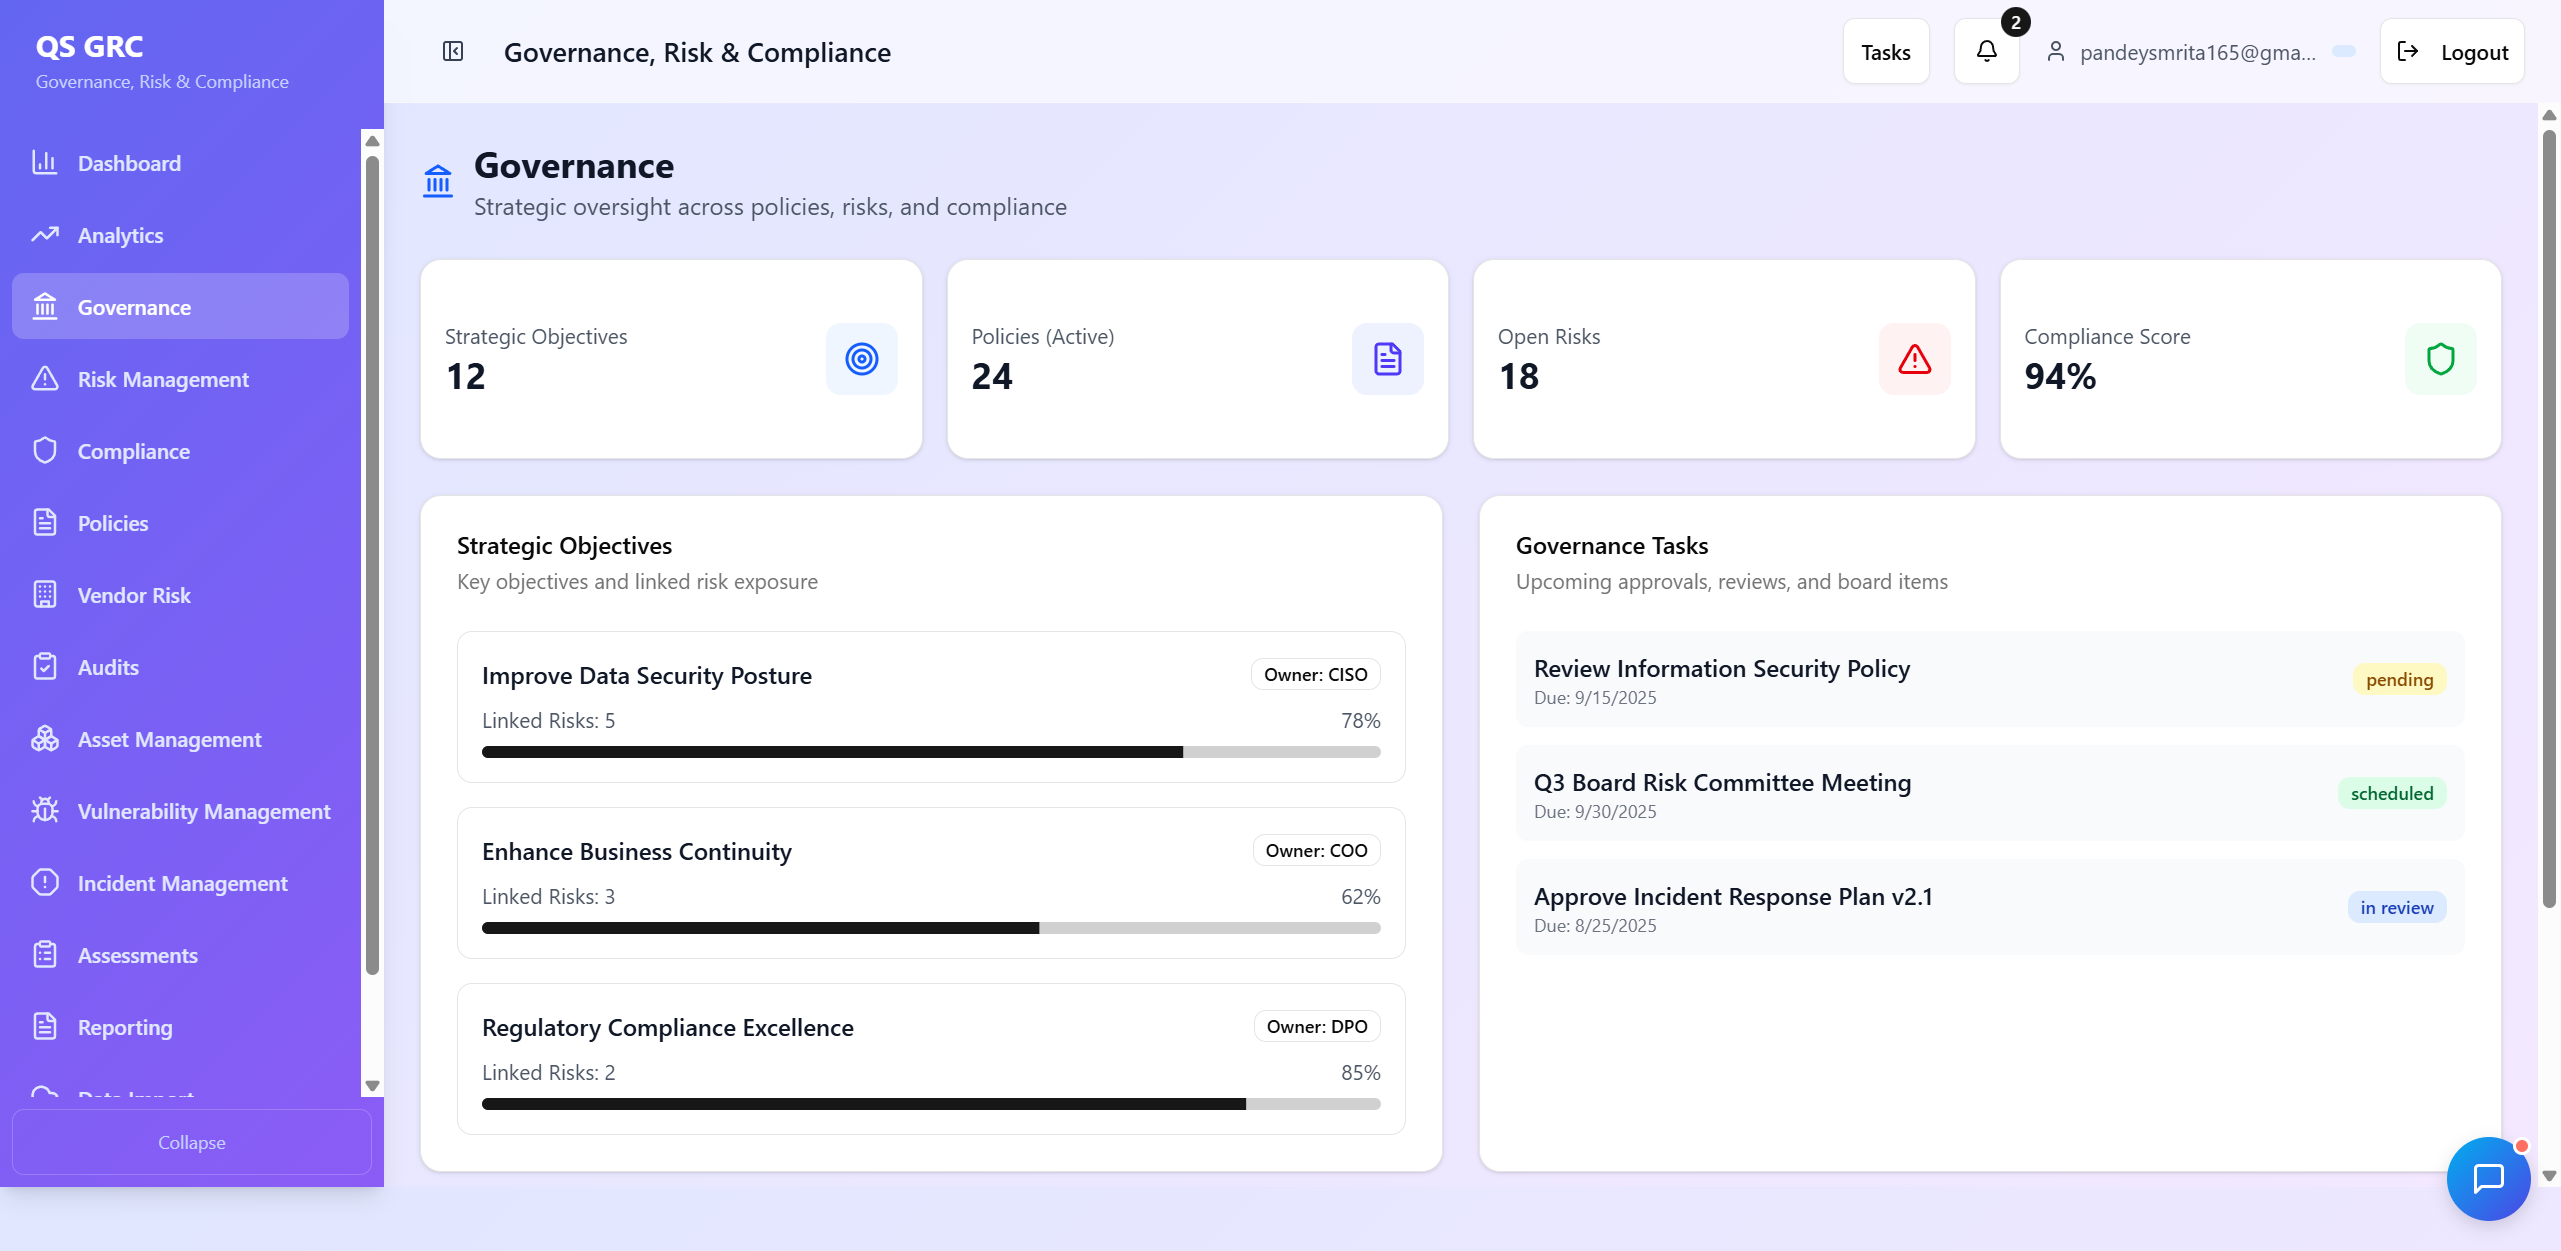 QS GRC
Governance, Risk & Compliance
Dashboard
Analytics
Governance
Risk Management
Compliance
Policies
Vendor Risk
Audits
Asset Management
Vulnerability Management
Incident Management
Assessments
Reporting
Data Import
Collapse
Governance, Risk & Compliance
Tasks
2
pandeysmrita165@gma...
Logout
Governance
Strategic oversight across policies, risks, and compliance
Strategic Objectives
12
Policies (Active)
24
Open Risks
18
Compliance Score
94%
Strategic Objectives
Key objectives and linked risk exposure
Improve Data Security Posture
Owner: CISO
Linked Risks: 5
78%
Enhance Business Continuity
Owner: COO
Linked Risks: 3
62%
Regulatory Compliance Excellence
Owner: DPO
Linked Risks: 2
85%
Governance Tasks
Upcoming approvals, reviews, and board items
Review Information Security Policy
Due: 9/15/2025
pending
Q3 Board Risk Committee Meeting
Due: 9/30/2025
scheduled
Approve Incident Response Plan v2.1
Due: 8/25/2025
in review